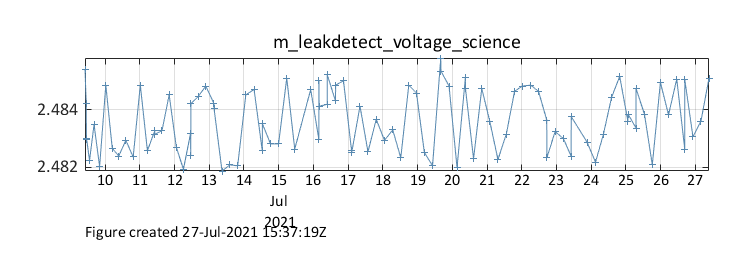 m_leakdetect_voltage_science
2.484
2.482
10 11 12 13 14 15 16 17 18 19 20 21 22 23 24 25 26 27
Jul
2021
Figure created 27-Jul-2021 15:37:19Z